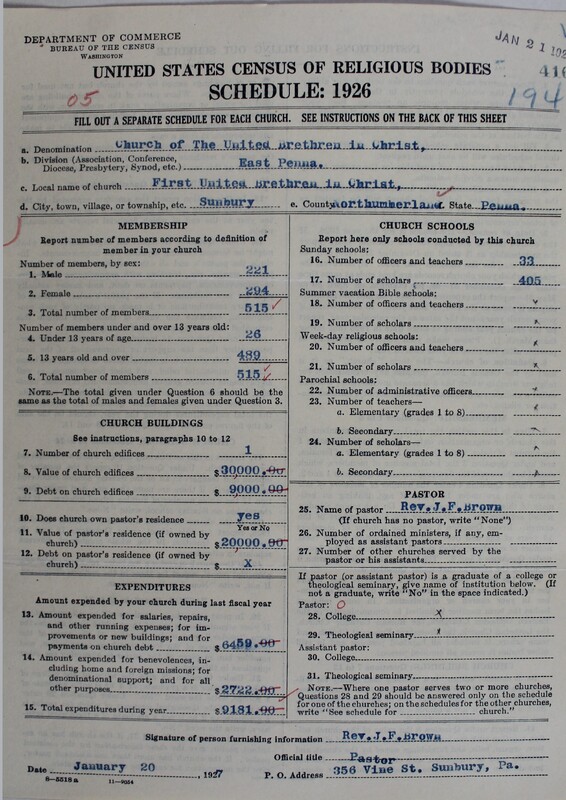 DEPARTMENT OF COMMERCE
BUREAU OF THE CENSUS
WASHINGTON
JAN 21 192
416
194
05
UNITED STATES CENSUS OF RELIGIOUS BODIES
SCHEDULE: 1926
FILL OUT A SEPARATE SCHEDULE FOR EACH CHURCH. SEE INSTRUCTIONS ON THE BACK OF THIS SHEET
a. Denomination Church of The United Brethren in Christ,
b. Division (Association, Conference, Diocese, Presbytery, Synod, etc.) East Penna.
c. Local name of church First United Brethren in Christ,
d. City, town, village, or township, etc. Sunbury e. County Northumberland State Penna.
MEMBERSHIP
Report number of members according to definition of
member in your church
Number of members, by sex:
1. Male 221
2. Female 294
3. Total number of members 515
Number of members under and over 13 years old:
4. Under 13 years of age 26
5. 13 years old and over 489
6. Total number of members 515
NOTE.—The total given under Question 6 should be the
same as the total of males and females given under Question 3.
CHURCH BUILDINGS
See instructions, paragraphs 10 to 12
7. Number of church edifices 1
8. Value of church edifices $30000.00
9. Debt on church edifices $ 9000.00
10. Does church own pastor's residence yes
Yes or No
11. Value of pastor's residence (if owned by
church) $20000.00
12. Debt on pastor's residence (if owned by
church) $ X
EXPENDITURES
Amount expended by your church during last fiscal year
13. Amount expended for salaries, repairs,
and other running expenses; for im-
provements or new buildings; and for
payments on church debt $6459.00
14. Amount expended for benevolences, in-
cluding home and foreign missions; for
denominational support; and for all
other purposes $2722.00
15. Total expenditures during year $9181.00
CHURCH SCHOOLS
Report here only schools conducted by this church
Sunday schools:
16. Number of officers and teachers 33
17. Number of scholars 405
Summer vacation Bible schools:
18. Number of officers and teachers
19. Number of scholars
Week-day religious schools:
20. Number of officers and teachers
21. Number of scholars
Parochial schools:
22. Number of administrative officers
23. Number of teachers—
a. Elementary (grades 1 to 8)
b. Secondary
24. Number of scholars—
a. Elementary (grades 1 to 8)
b. Secondary
PASTOR
25. Name of pastor Rev.J.F.Brown
(If church has no pastor, write "None")
26. Number of ordained ministers, if any, em-
ployed as assistant pastors
27. Number of other churches served by the
pastor or his assistants
If pastor (or assistant pastor) is a graduate of a college or
theological seminary, give name of institution below. (If
not a graduate, write "No" in the space indicated.)
Pastor: O
28. College x
29. Theological seminary
Assistant pastor:
30. College
31. Theological seminary
NOTE.—Where one pastor serves two or more churches,
Questions 28 and 29 should be answered only on the schedule
for one of the churches; on the schedules for the other churches,
write "See schedule for church."
Signature of person furnishing information Rev.J.F.Brown
Official title Pastor
Date January 20, 1927 P. O. Address 356 Vine St. Sunbury, Pa.
8—5518 a 11—9054